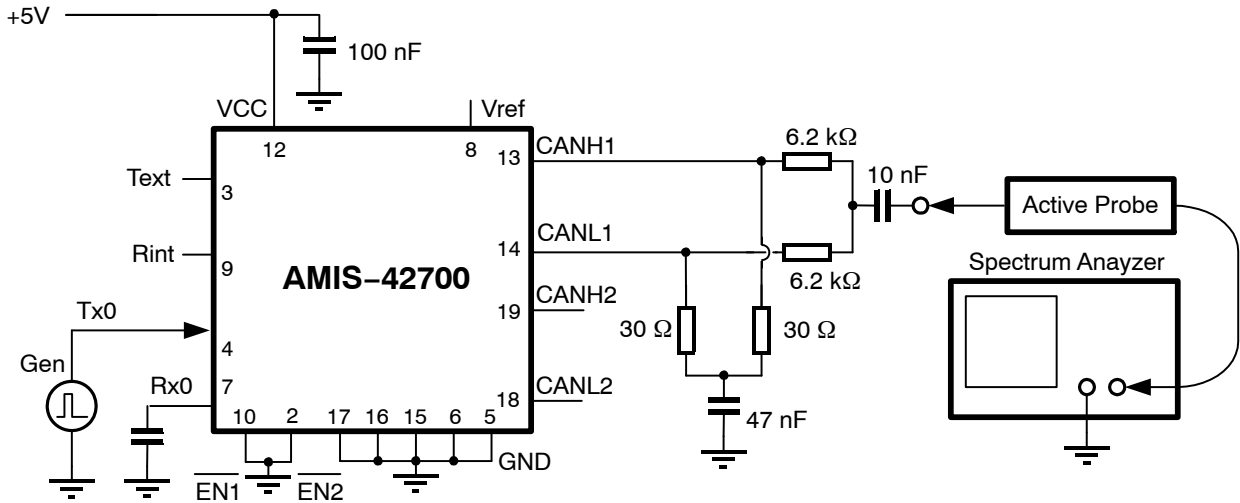 +5V
100 nF
VCC
Vref
12
8
13
CANH1
6.2 kΩ
10 nF
Active Probe
Text
3
14
CANL1
6.2 kΩ
Spectrum Anayzer
Rint
9
AMIS−42700
19
CANH2
Tx0
4
30 Ω
30 Ω
Gen
Rx0
7
18
CANL2
47 nF
10
2
17
16
15
6
5
GND
EN1
EN2